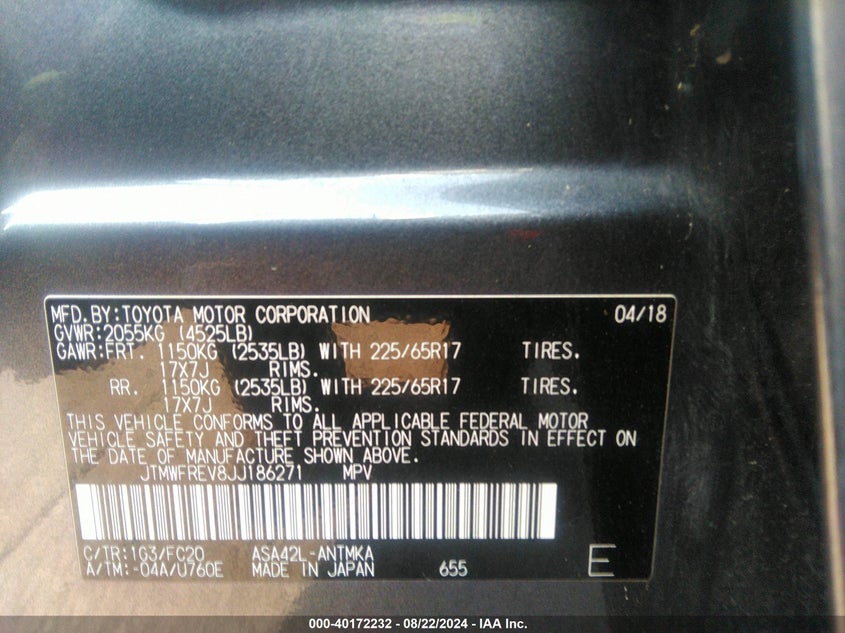 MFD.BY:TOYOTA MOTOR CORPORATION 04/18
GVWR:2055KG (4525LB)
GAWR:FRT. 1150KG (2535LB) WITH 225/65R17 TIRES.
17X7J RIMS.
RR. 1150KG (2535LB) WITH 225/65R17 TIRES.
17X7J RIMS.
THIS VEHICLE CONFORMS TO ALL APPLICABLE FEDERAL MOTOR
VEHICLE SAFETY AND THEFT PREVENTION STANDARDS IN EFFECT ON
THE DATE OF MANUFACTURE SHOWN ABOVE.
JTMWFREV8JJ186271 MPV
C/TR:1G3/FC20 ASA42L-ANTMKA
A/TM:-04A/U760E MADE IN JAPAN 655 E
000-40172232 - 08/22/2024 - IAA Inc.